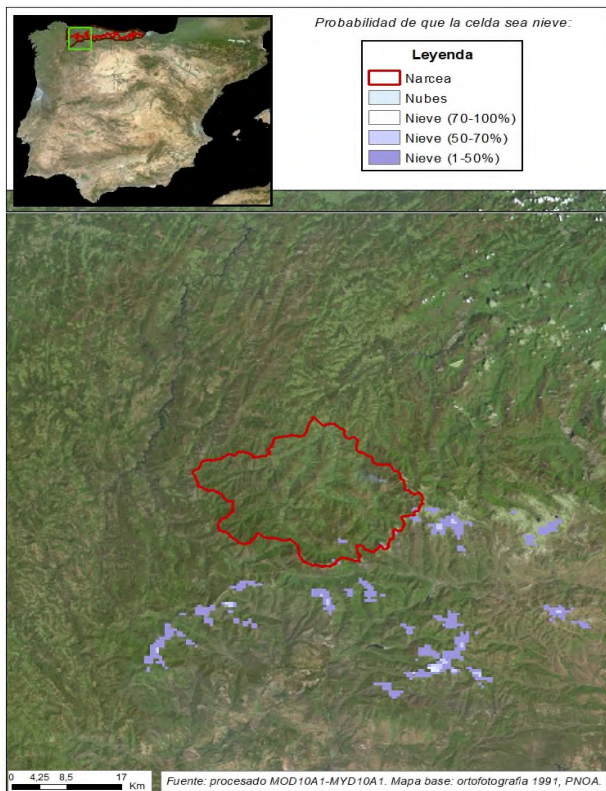 Probabilidad de que la celda sea nieve:
Leyenda
Narcea
Nubes
Nieve (70-100%)
Nieve (50-70%)
Nieve (1-50%)
0 4,25 8,5 17
Km
Fuente: procesado MOD10A1-MYD10A1. Mapa base: ortofotografia 1991, PNOA.